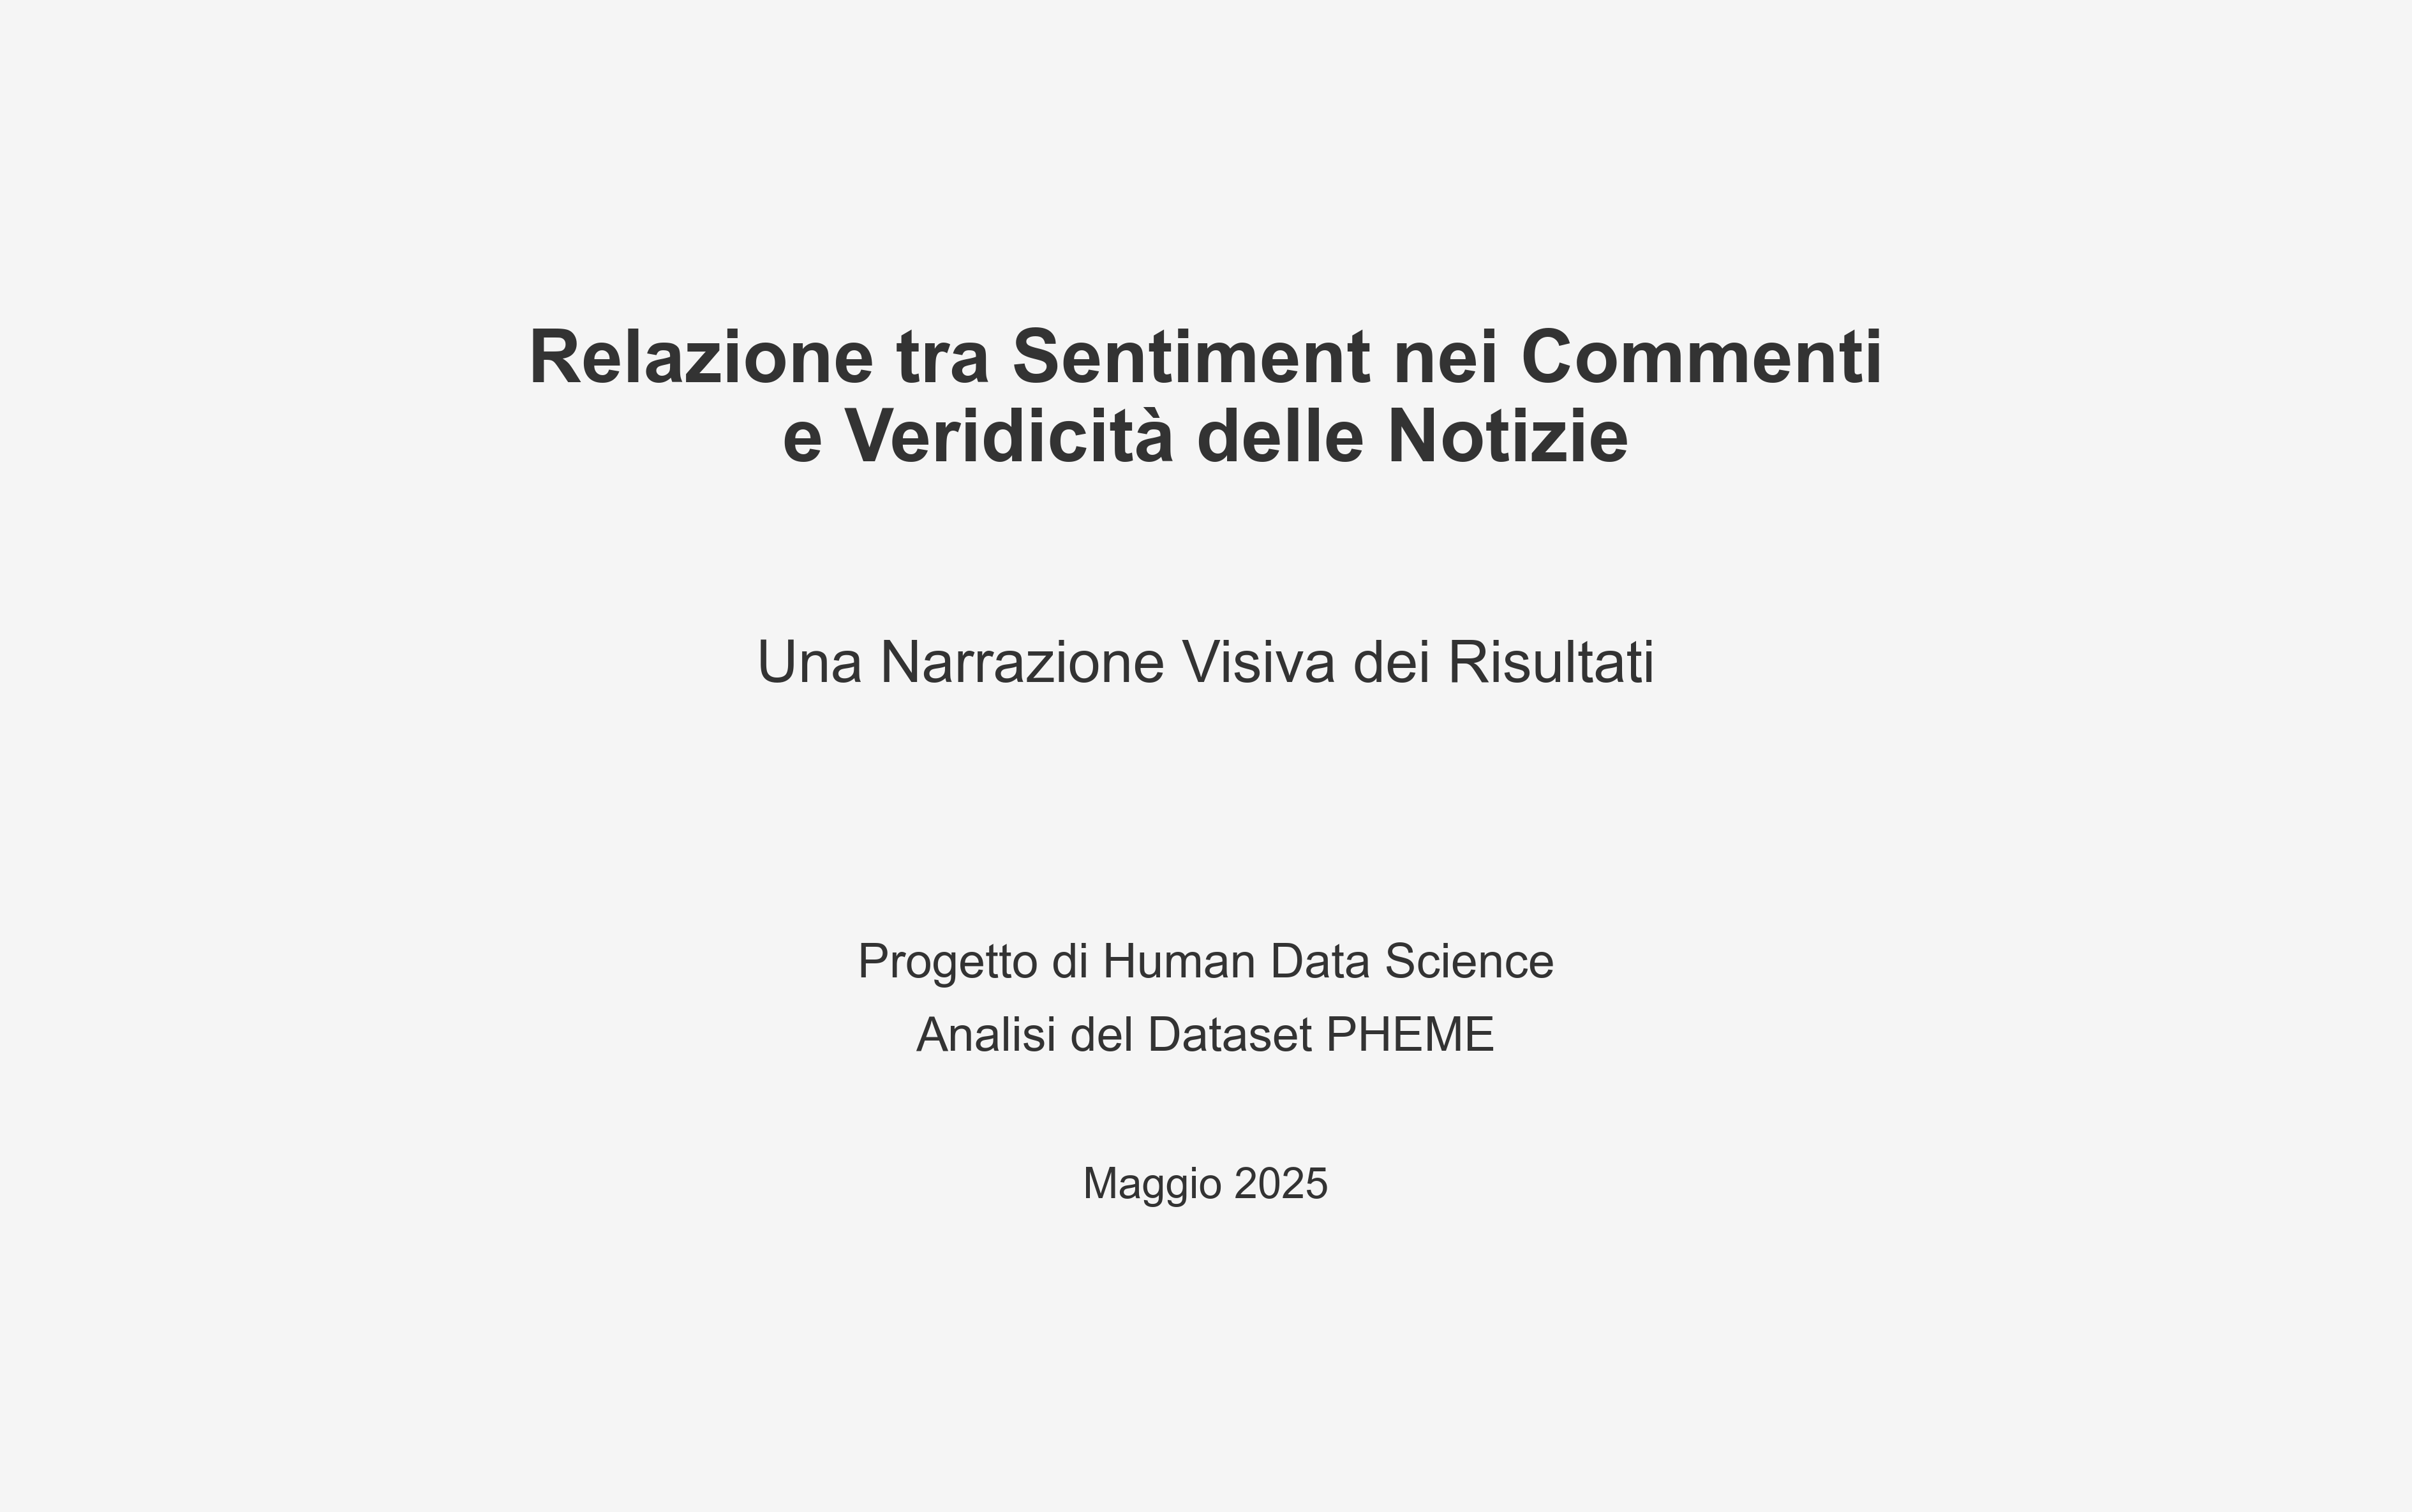 Relazione tra Sentiment nei Commenti
e Veridicità delle Notizie
Una Narrazione Visiva dei Risultati
Progetto di Human Data Science
Analisi del Dataset PHEME
Maggio 2025